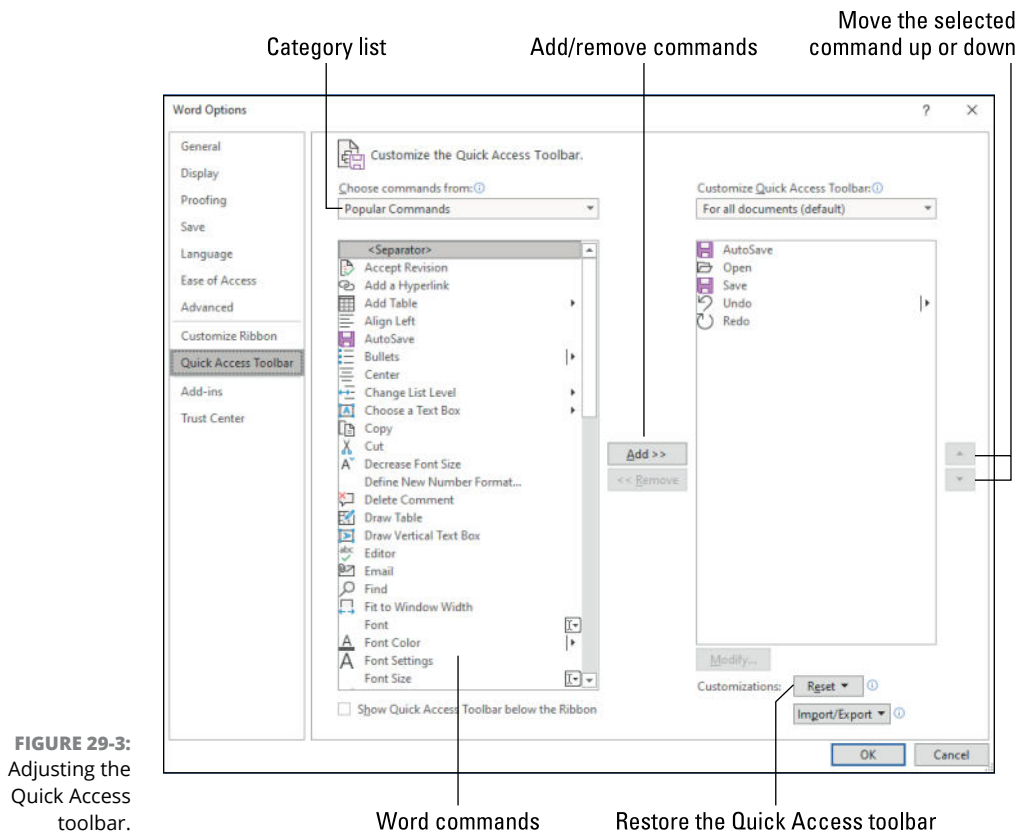 Move the selected
command up or down
Category list
Add/remove commands
Word Options
?
General
Display
Proofing
Save
Language
Ease of Access
Advanced
Customize Ribbon
Quick Access Toolbar
Add-ins
Trust Center
Customize the Quick Access Toolbar.
Choose commands from:
Popular Commands
<Separator>
Accept Revision
Add a Hyperlink
Add Table
Align Left
AutoSave
Bullets
Center
Change List Level
Choose a Text Box
Copy
Cut
Decrease Font Size
Define New Number Format...
Delete Comment
Draw Table
Draw Vertical Text Box
Editor
Email
Find
Fit to Window Width
Font
Font Color
Font Settings
Font Size
Show Quick Access Toolbar below the Ribbon
Add >>
<< Remove
Customize Quick Access Toolbar:
For all documents (default)
AutoSave
Open
Save
Undo
Redo
Modify...
Customizations:
Reset
Import/Export
OK
Cancel
FIGURE 29-3:
Adjusting the
Quick Access
toolbar.
Word commands
Restore the Quick Access toolbar